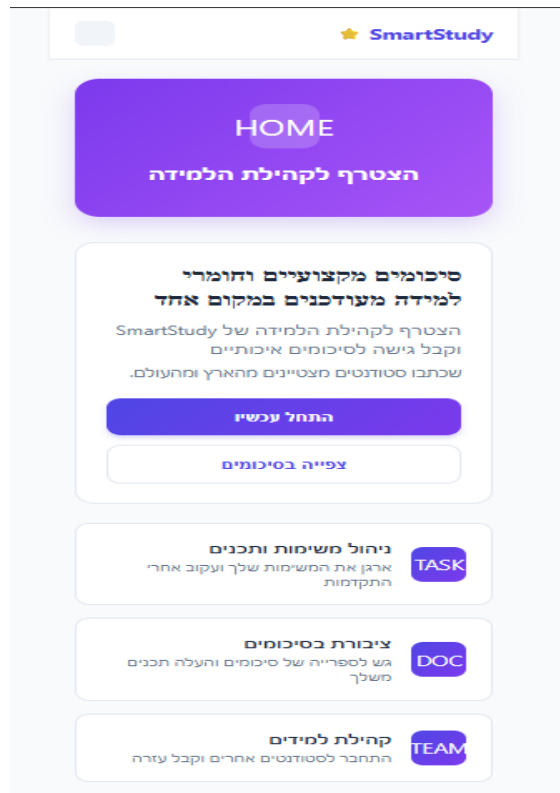 SmartStudy
HOME
הצטרף לקהילת הלמידה
סיכומים מקצועיים וחומרי
למידה מעודכנים במקום אחד
הצטרף לקהילת הלמידה של SmartStudy
וקבל גישה לסיכומים איכותיים
שכתבו סטודנטים מצטיינים מהארץ ומהעולם.
התחל עכשיו
צפייה בסיכומים
ניהול משימות ותכנים
ארגן את המשימות שלך ועקוב אחרי
התקדמות
TASK
ציבורת בסיכומים
גש לספרייה של סיכומים והעלה תכנים
משלך
DOC
קהילת למידים
התחבר לסטודנטים אחרים וקבל עזרה
TEAM